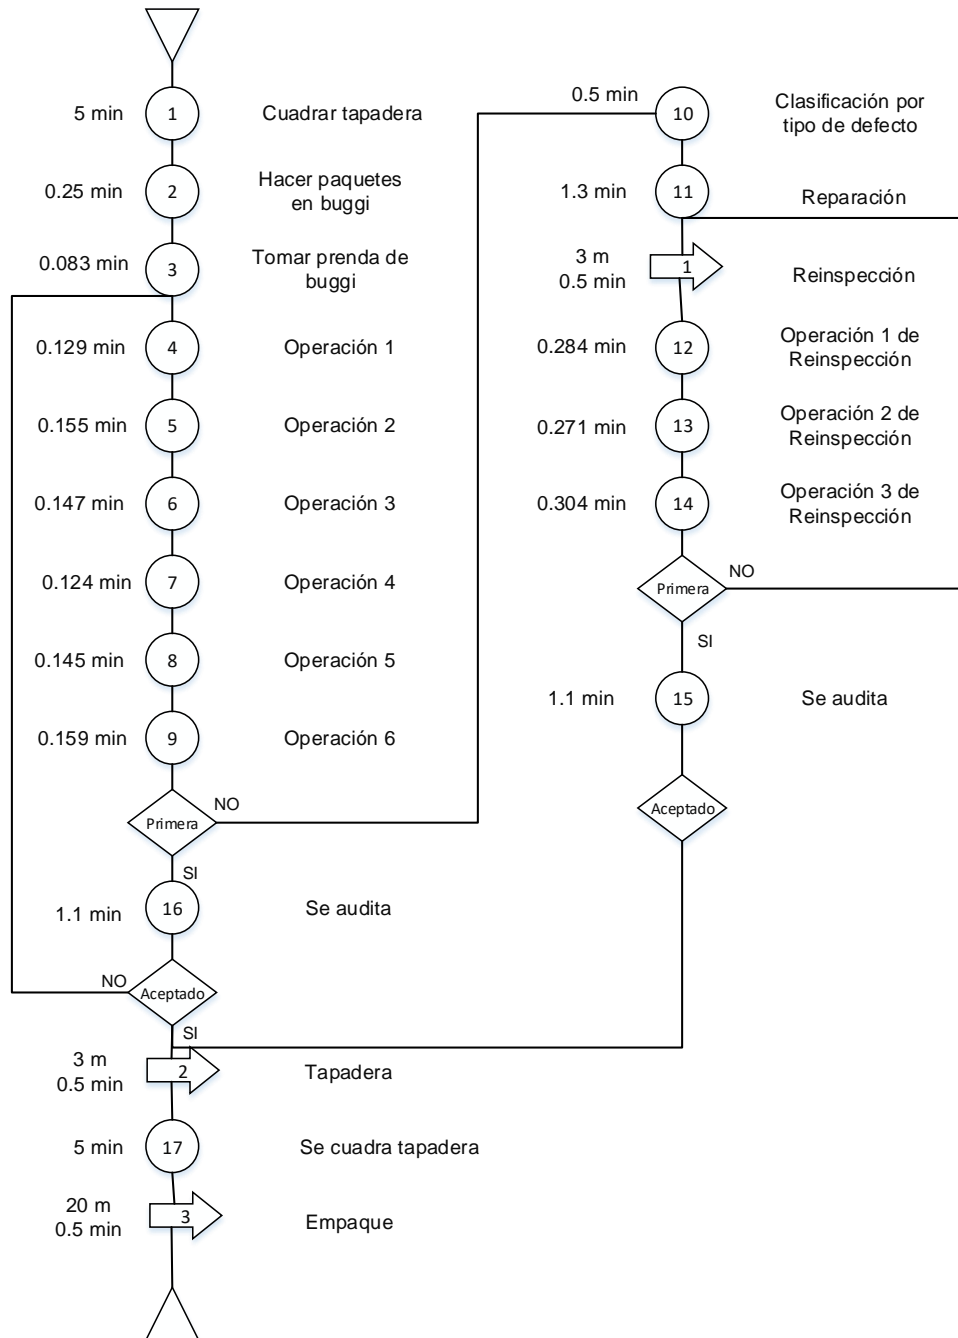 5 min
1
Cuadrar tapadera
0.25 min
2
Hacer paquetes
en buggi
0.083 min
3
Tomar prenda de
buggi
0.129 min
4
Operación 1
0.155 min
5
Operación 2
0.147 min
6
Operación 3
0.124 min
7
Operación 4
0.145 min
8
Operación 5
0.159 min
9
Operación 6
Primera
NO
SI
1.1 min
16
Se audita
NO
Aceptado
SI
3 m
0.5 min
2
Tapadera
5 min
17
Se cuadra tapadera
20 m
0.5 min
3
Empaque
0.5 min
10
Clasificación por
tipo de defecto
1.3 min
11
Reparación
3 m
0.5 min
1
Reinspección
0.284 min
12
Operación 1 de
Reinspección
0.271 min
13
Operación 2 de
Reinspección
0.304 min
14
Operación 3 de
Reinspección
Primera
NO
SI
1.1 min
15
Se audita
Aceptado